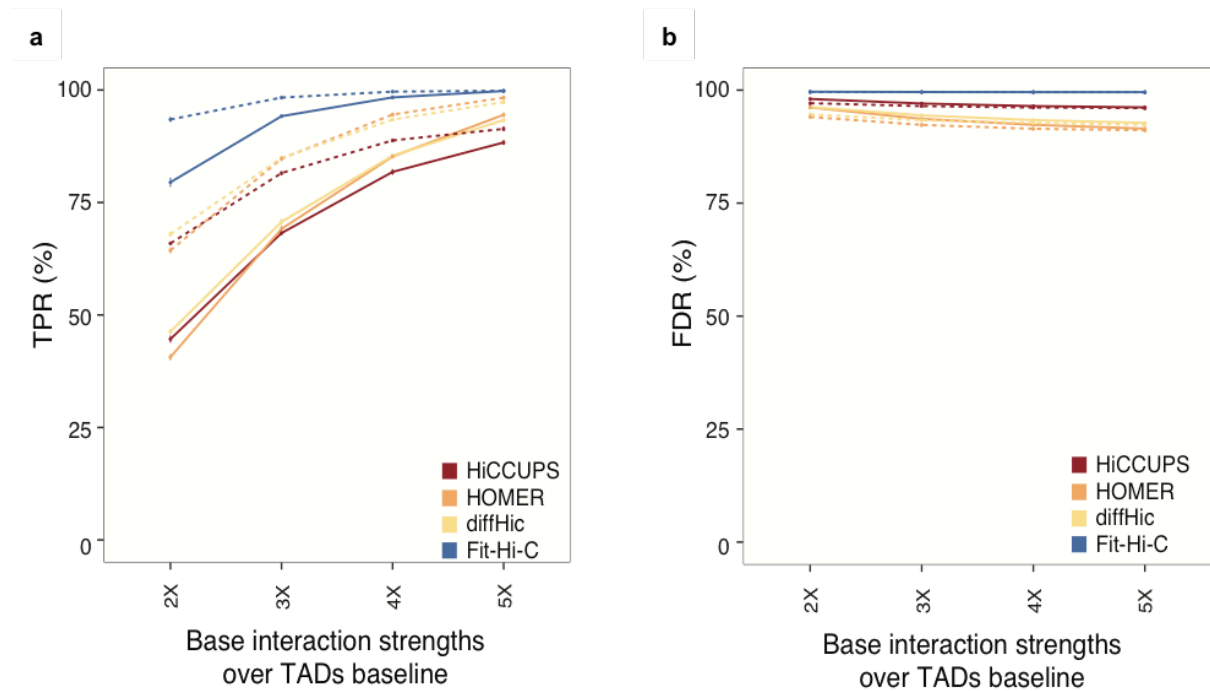 a
100
75
50
25
0
TPR (%)
HiCCUPS
HOMER
diffHic
Fit-Hi-C
2X
3X
4X
5X
Base interaction strengths
over TADs baseline
b
100
75
50
25
0
FDR (%)
HiCCUPS
HOMER
diffHic
Fit-Hi-C
2X
3X
4X
5X
Base interaction strengths
over TADs baseline